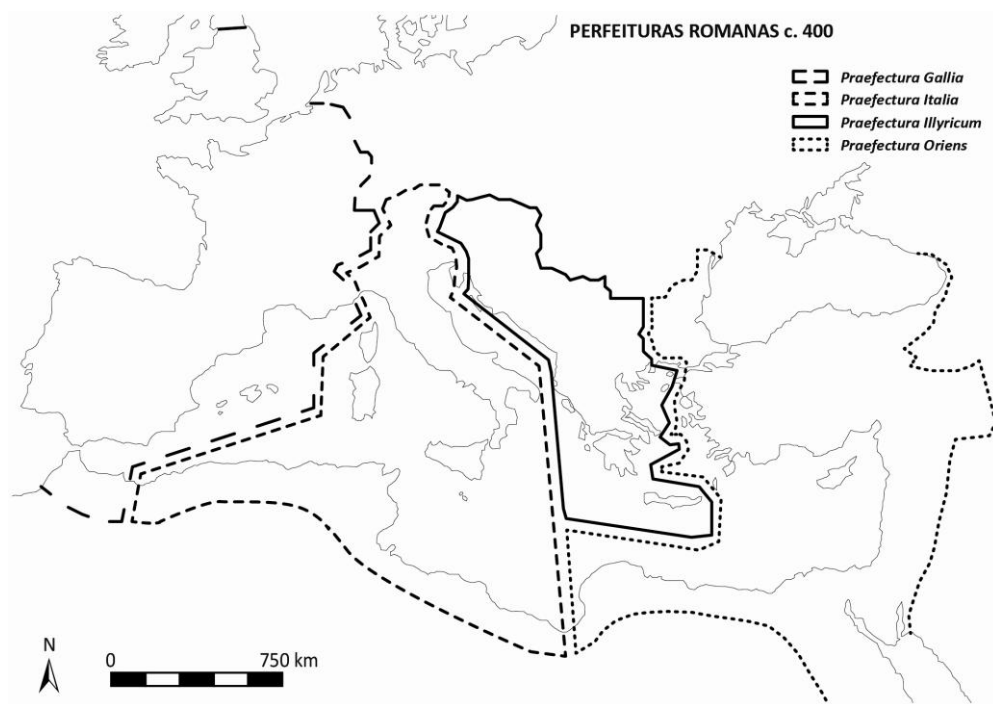 PERFEITURAS ROMANAS c. 400
Praefectura Gallia
Praefectura Italia
Praefectura Illyricum
Praefectura Oriens
N
0 750 km